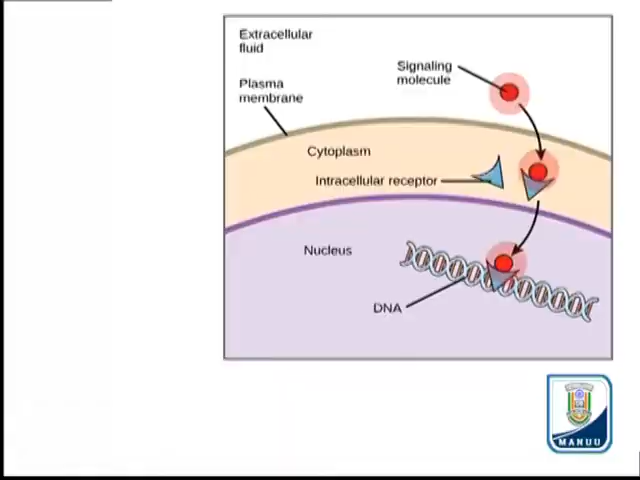 Extracellular
fluid
Signaling
molecule
Plasma
membrane
Cytoplasm
Intracellular receptor
Nucleus
DNA
MANUU